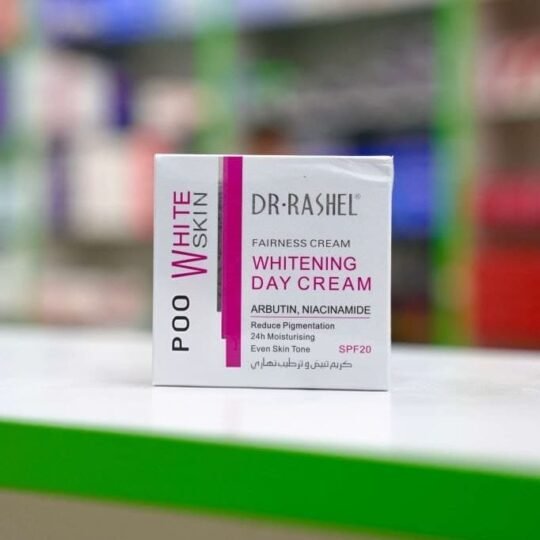 POO WHITE SKIN
DR·RASHEL®
FAIRNESS CREAM
WHITENING
DAY CREAM
ARBUTIN, NIACINAMIDE
Reduce Pigmentation
24h Moisturising
Even Skin Tone
SPF20
كريم تبيض و ترطيب نهاري